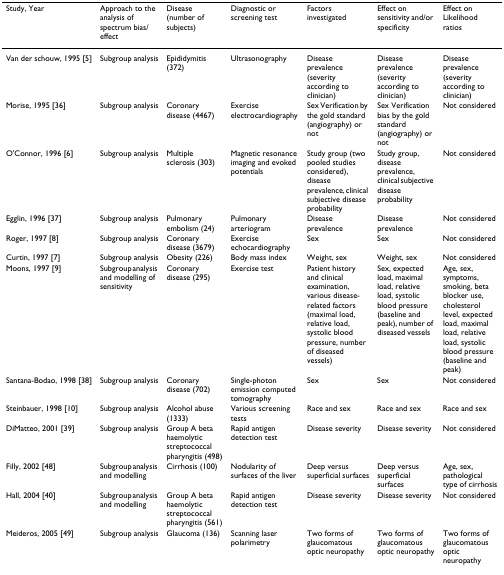 Study, Year Approach to the analysis of spectrum bias/ effect Disease (number of subjects) Diagnostic or screening test Factors investigated Effect on sensitivity and/or specificity Effect on Likelihood ratios
Van der schouw, 1995 [5] Subgroup analysis Epididymitis (372) Ultrasonography Disease prevalence (severity according to clinician) Disease prevalence (severity according to clinician) Disease prevalence (severity according to clinician)
Morise, 1995 [36] Subgroup analysis Coronary disease (4467) Exercise electrocardiography Sex Verification by the gold standard (angiography) or not Sex Verification bias by the gold standard (angiography) or not Not considered
O'Connor, 1996 [6] Subgroup analysis Multiple sclerosis (303) Magnetic resonance imaging and evoked potentials Study group (two pooled studies considered), disease prevalence, clinical subjective disease probability Study group, disease prevalence, clinical subjective disease probability Not considered
Egglin, 1996 [37] Subgroup analysis Pulmonary embolism (24) Pulmonary arteriogram Disease prevalence Disease prevalence Not considered
Roger, 1997 [8] Subgroup analysis Coronary disease (3679) Exercise echocardiography Sex Sex Not considered
Curtin, 1997 [7] Subgroup analysis Obesity (226) Body mass index Weight, sex Weight, sex Not considered
Moons, 1997 [9] Subgroup analysis and modelling of sensitivity Coronary disease (295) Exercise test Patient history and clinical examination, various disease-related factors (maximal load, relative load, systolic blood pressure, number of diseased vessels) Sex, expected load, maximal load, relative load, systolic blood pressure (baseline and peak), number of diseased vessels Age, sex, symptoms, smoking, beta blocker use, cholesterol level, expected load, maximal load, relative load, systolic blood pressure (baseline and peak)
Santana-Bodao, 1998 [38] Subgroup analysis Coronary disease (702) Single-photon emission computed tomography Sex Sex Not considered
Steinbauer, 1998 [10] Subgroup analysis Alcohol abuse (1333) Various screening tests Race and sex Race and sex Race and sex
DiMatteo, 2001 [39] Subgroup analysis Group A beta haemolytic streptococcal pharyngitis (498) Rapid antigen detection test Disease severity Disease severity Not considered
Filly, 2002 [48] Subgroup analysis and modelling Cirrhosis (100) Nodularity of surfaces of the liver Deep versus superficial surfaces Deep versus superficial surfaces Age, sex, pathological type of cirrhosis
Hall, 2004 [40] Subgroup analysis and modelling Group A beta haemolytic streptococcal pharyngitis (561) Rapid antigen detection test Disease severity Disease severity Not considered
Meideros, 2005 [49] Subgroup analysis Glaucoma (136) Scanning laser polarimetry Two forms of glaucomatous optic neuropathy Two forms of glaucomatous optic neuropathy Two forms of glaucomatous optic neuropathy